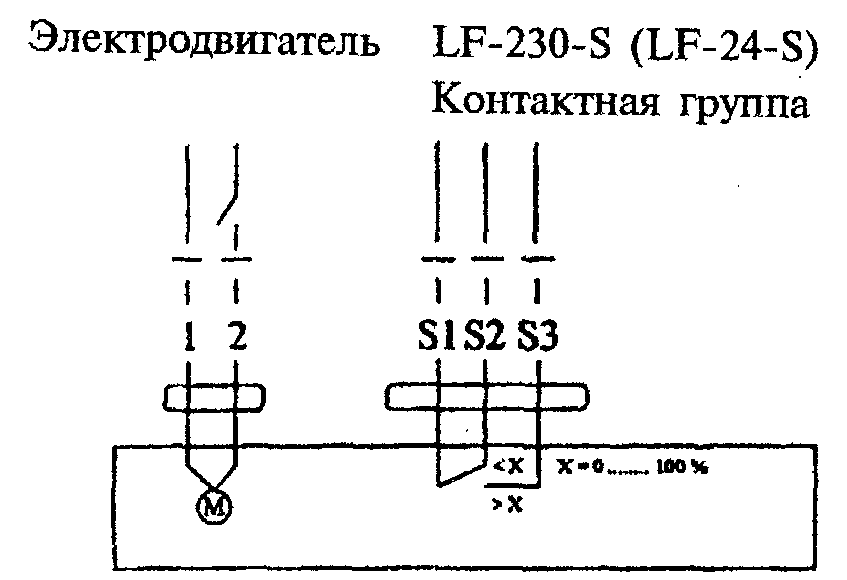 Электродвигатель LF-230-S (LF-24-S)
Контактная группа
1 2 S1 S2 S3
<X X=0........ 100 %
>X
M